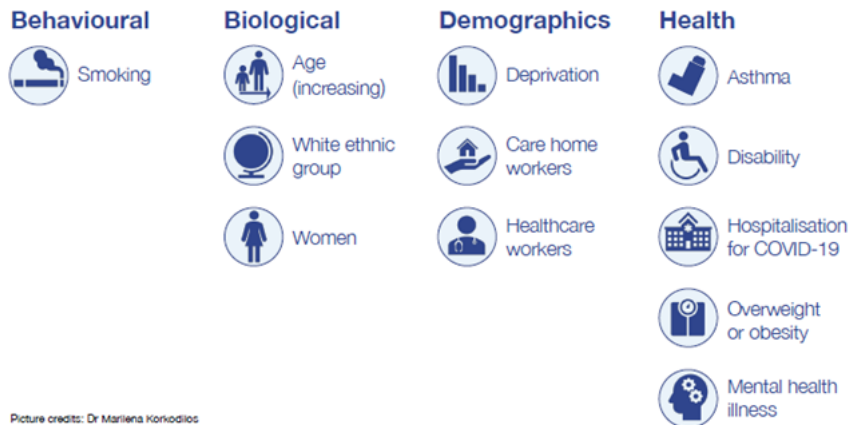 Behavioural
Smoking
Biological
Age
(increasing)
White ethnic
group
Women
Demographics
Deprivation
Care home
workers
Healthcare
workers
Health
Asthma
Disability
Hospitalisation
for COVID-19
Overweight
or obesity
Mental health
illness
Picture credits: Dr Marilena Korkodilos